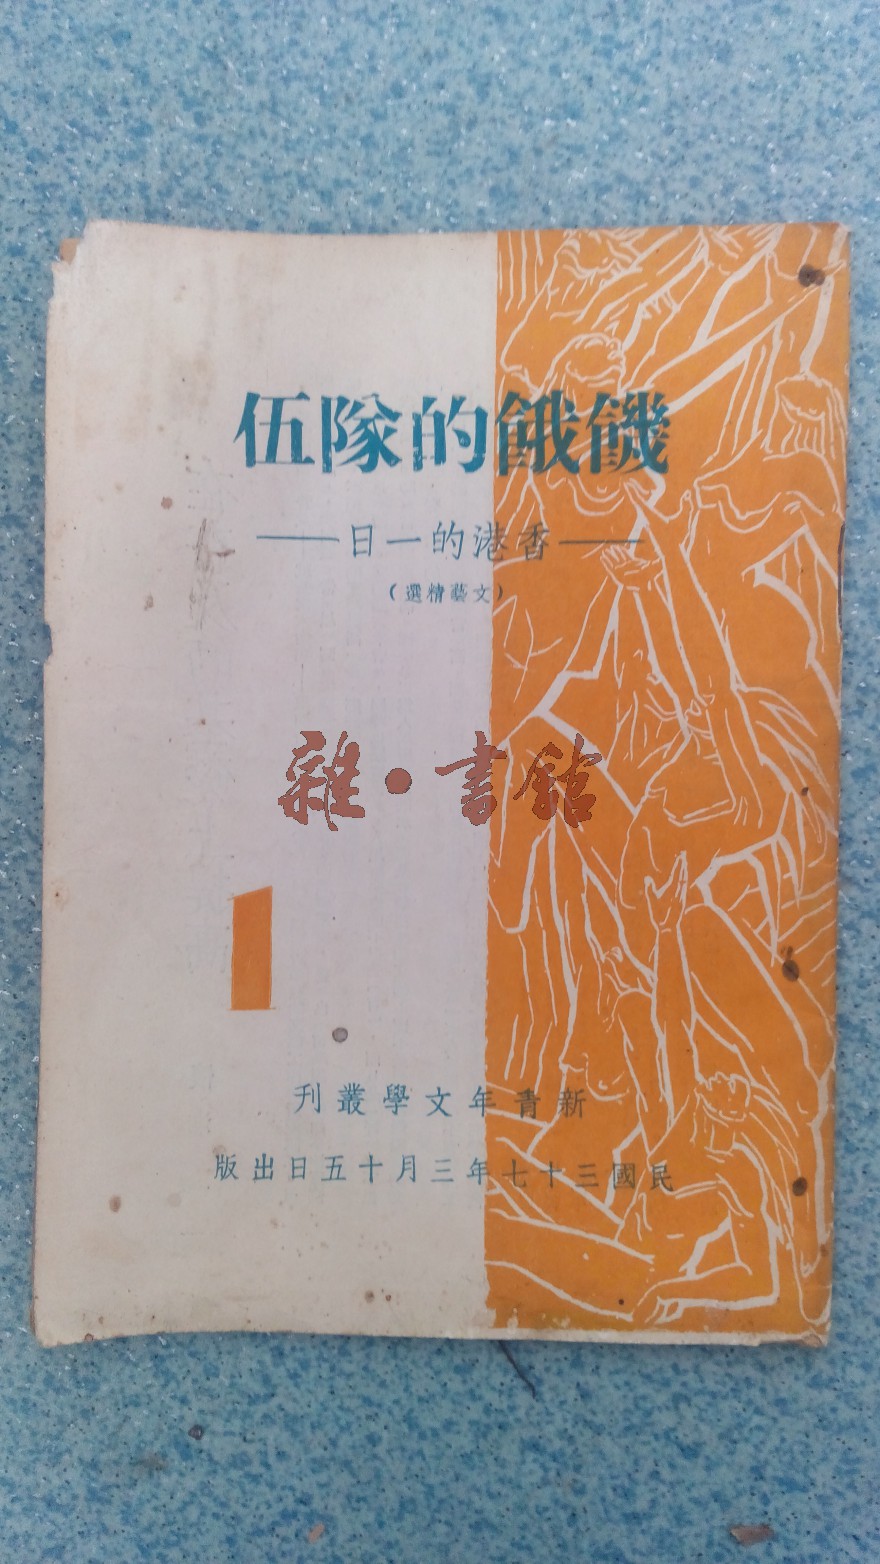 饑餓的隊伍
——香港的一日——
(文藝精選)
雜·書館
1
新青年文學叢刊
民國三十七年三月十五日出版